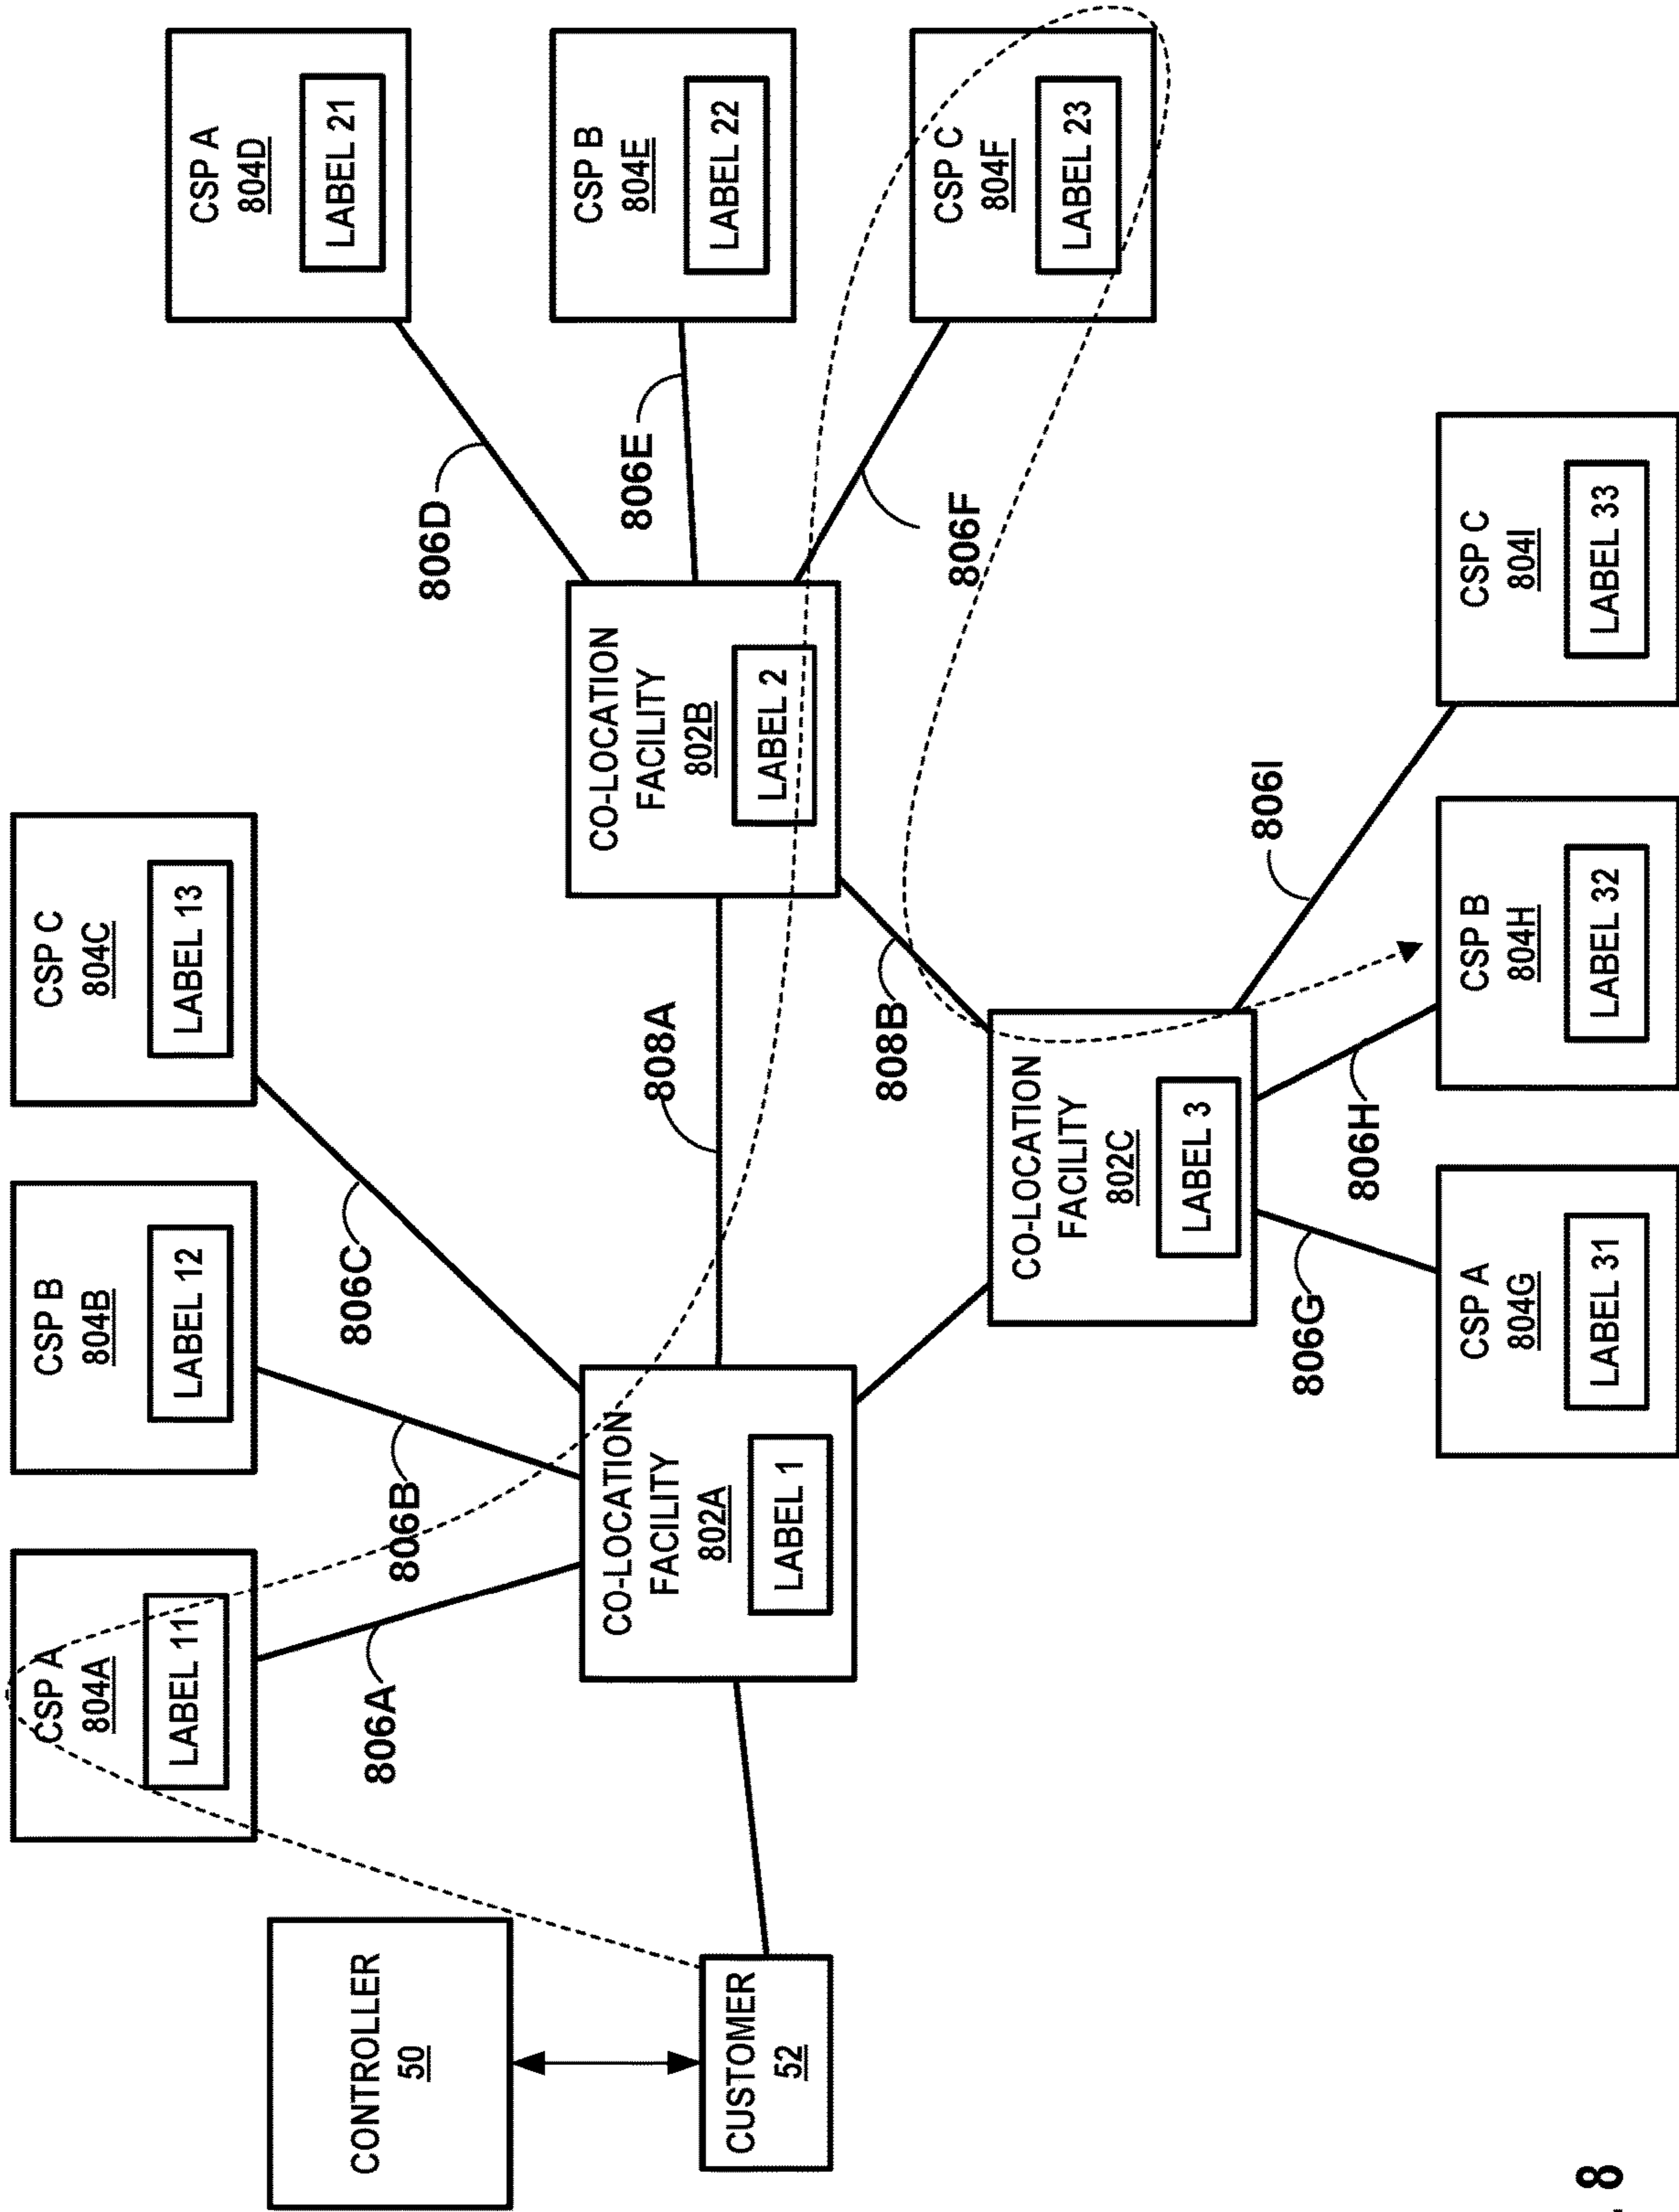 CONTROLLER
50
CUSTOMER
52
CSP A
804A
LABEL 11
CSP B
804B
LABEL 12
CSP C
804C
LABEL 13
806A
806B
806C
CO-LOCATION
FACILITY
802A
LABEL 1
808A
CO-LOCATION
FACILITY
802B
LABEL 2
806D
806E
806F
CSP A
804D
LABEL 21
CSP B
804E
LABEL 22
CSP C
804F
LABEL 23
808B
CO-LOCATION
FACILITY
802C
LABEL 3
806G
806H
806I
CSP A
804G
LABEL 31
CSP B
804H
LABEL 32
CSP C
804I
LABEL 33
8